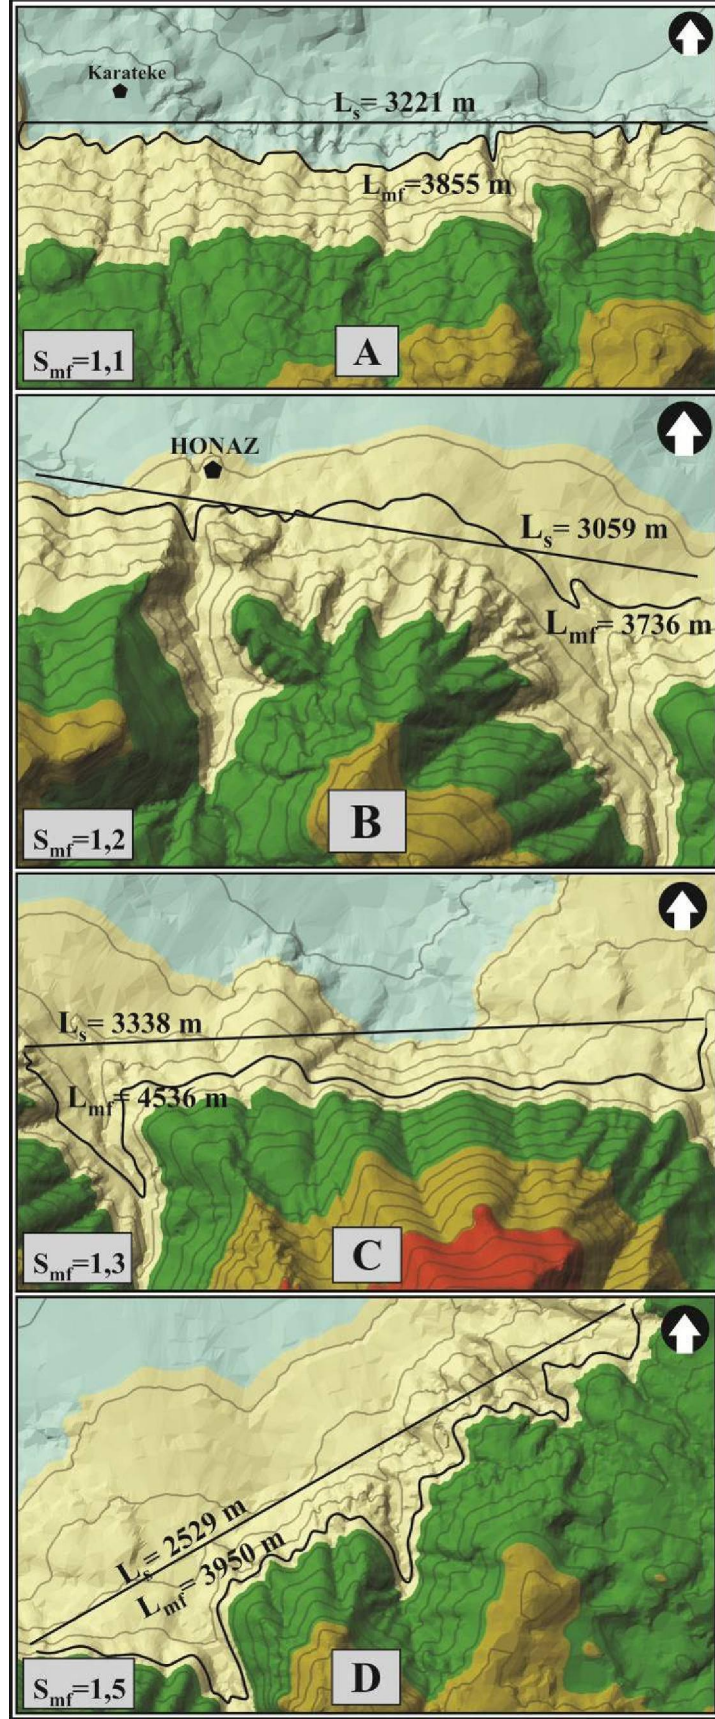 Karateke
Ls= 3221 m
Lmf=3855 m
Smf=1,1
A
HONAZ
Ls= 3059 m
Lmf= 3736 m
Smf=1,2
B
Ls= 3338 m
Lmf= 4536 m
Smf=1,3
C
Ls= 2529 m
Lmf= 3950 m
Smf=1,5
D